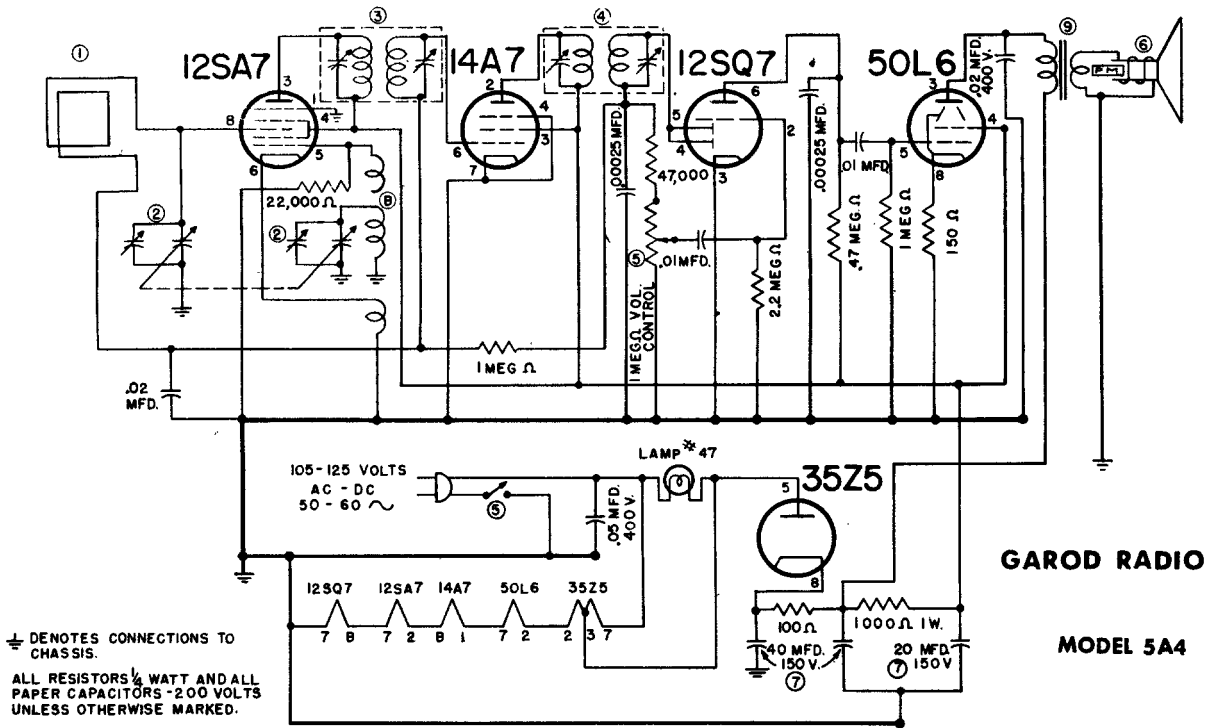 ①
③
④
⑨
⑥
12SA7
14A7
12SQ7
50L6
.02 MFD.
400 V.
P M
3
4
8
5
6
2
4
3
6
7
5
4
6
2
3
3
4
5
8
22,000 Ω
⑧
②
②
.00025 MFD.
47,000
⑤
.01 MFD.
1 MEG Ω VOL.
CONTROL
2.2 MEG Ω
.00025 MFD.
.01 MFD.
.47 MEG. Ω
1 MEG Ω
150 Ω
1 MEG Ω
.02
MFD.
105-125 VOLTS
AC - DC
50 - 60 ~
⑤
.05 MFD.
400 V.
LAMP # 47
35Z5
5
8
12SQ7 12SA7 14A7 50L6 35Z5
7 8 7 2 8 1 7 2 2 3 7
100 Ω
1000 Ω 1 W.
40 MFD.
150 V.
⑦
20 MFD.
⑦ 150 V
GAROD RADIO
MODEL 5A4
DENOTES CONNECTIONS TO
CHASSIS.
ALL RESISTORS ¼ WATT AND ALL
PAPER CAPACITORS - 200 VOLTS
UNLESS OTHERWISE MARKED.